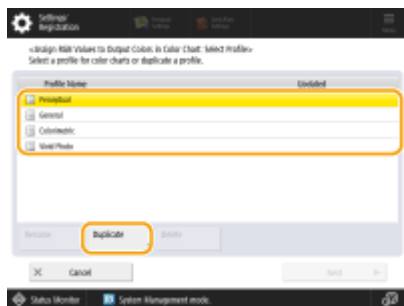 Settings/
Registration
Menu
<Assign RGB Values to Output Colors in Color Chart: Select Profile>
Select a profile for color charts or duplicate a profile.
Profile Name Updated
Perceptual
General
Colorimetric
Vivid Photo
Rename Duplicate Delete
Cancel Next
Status Monitor System Management mode.